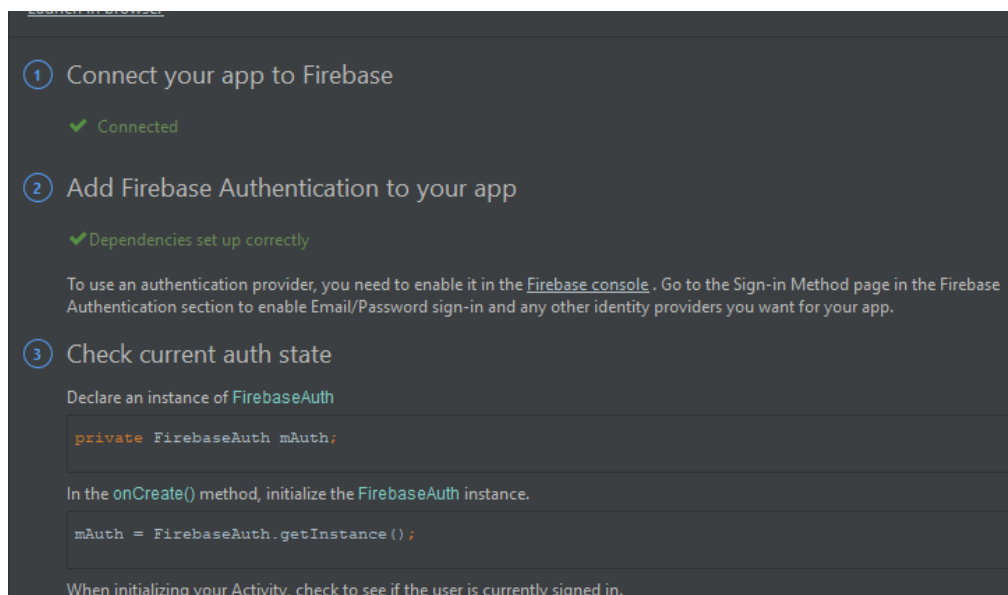 Launch in browser
1 Connect your app to Firebase
✔ Connected
2 Add Firebase Authentication to your app
✔Dependencies set up correctly
To use an authentication provider, you need to enable it in the Firebase console . Go to the Sign-in Method page in the Firebase
Authentication section to enable Email/Password sign-in and any other identity providers you want for your app.
3 Check current auth state
Declare an instance of FirebaseAuth
private FirebaseAuth mAuth;
In the onCreate() method, initialize the FirebaseAuth instance.
mAuth = FirebaseAuth.getInstance();
When initializing your Activity, check to see if the user is currently signed in.